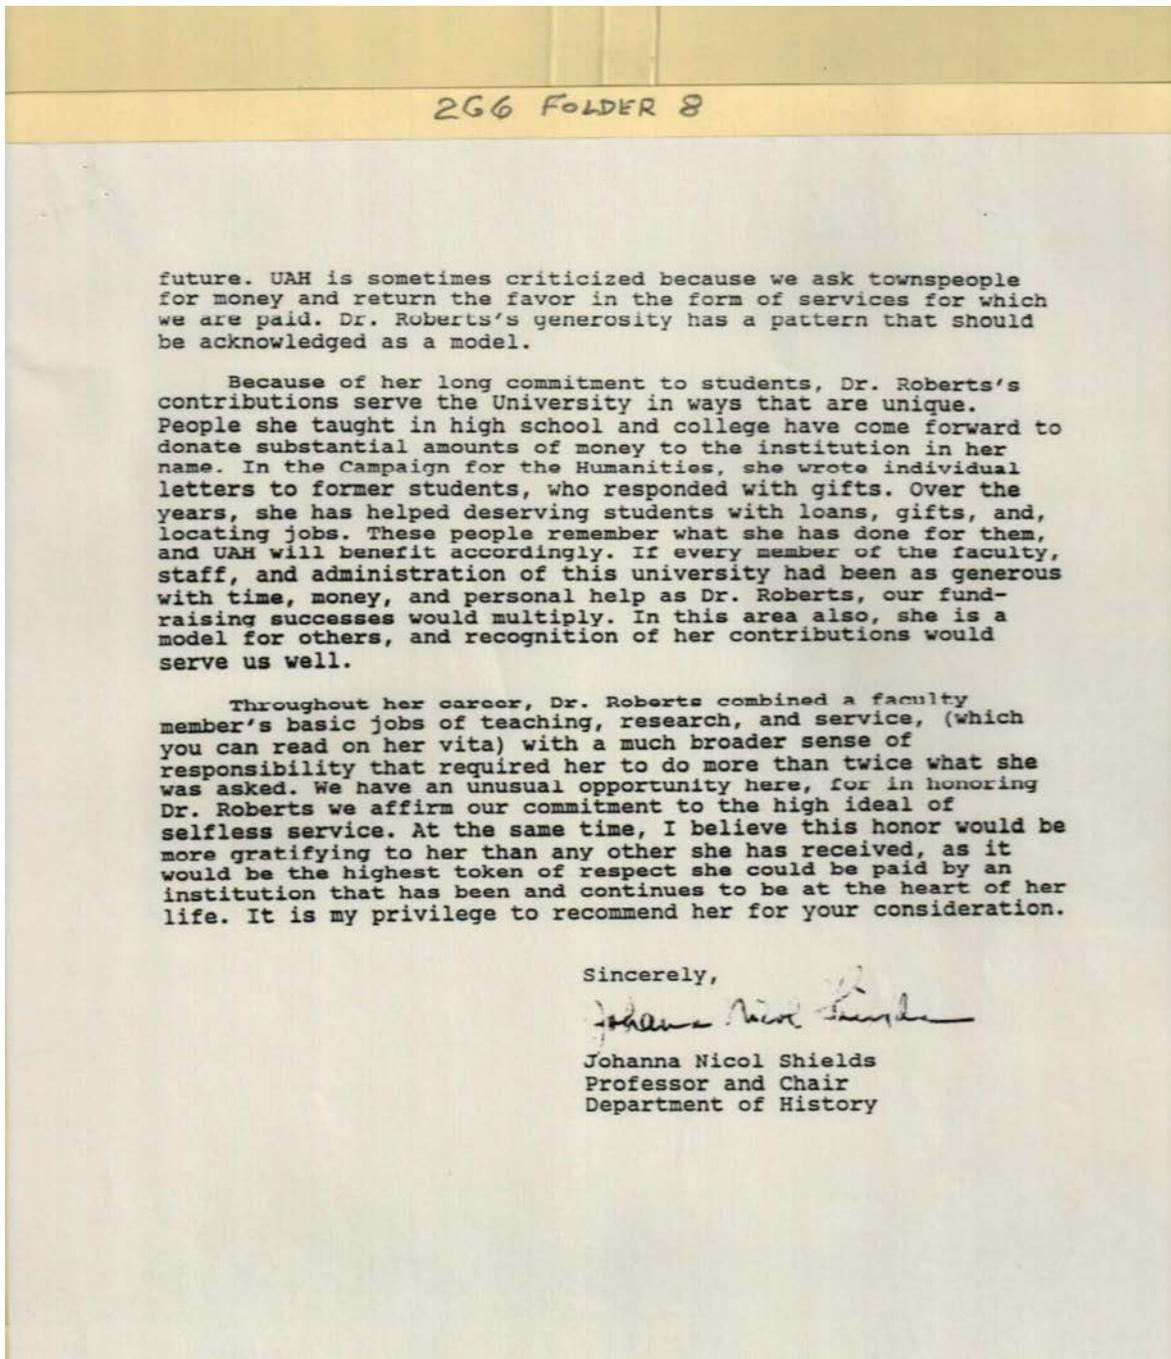 2G6 FOLDER 8
future. UAH is sometimes criticized because we ask townspeople
for money and return the favor in the form of services for which
we are paid. Dr. Roberts's generosity has a pattern that should
be acknowledged as a model.
Because of her long commitment to students, Dr. Roberts's
contributions serve the University in ways that are unique.
People she taught in high school and college have come forward to
donate substantial amounts of money to the institution in her
name. In the Campaign for the Humanities, she wrote individual
letters to former students, who responded with gifts. Over the
years, she has helped deserving students with loans, gifts, and,
locating jobs. These people remember what she has done for them,
and UAH will benefit accordingly. If every member of the faculty,
staff, and administration of this university had been as generous
with time, money, and personal help as Dr. Roberts, our fund-
raising successes would multiply. In this area also, she is a
model for others, and recognition of her contributions would
serve us well.
Throughout her career, Dr. Roberts combined a faculty
member's basic jobs of teaching, research, and service, (which
you can read on her vita) with a much broader sense of
responsibility that required her to do more than twice what she
was asked. We have an unusual opportunity here, for in honoring
Dr. Roberts we affirm our commitment to the high ideal of
selfless service. At the same time, I believe this honor would be
more gratifying to her than any other she has received, as it
would be the highest token of respect she could be paid by an
institution that has been and continues to be at the heart of her
life. It is my privilege to recommend her for your consideration.
Sincerely,
Johanna Nicol Shields
Johanna Nicol Shields
Professor and Chair
Department of History